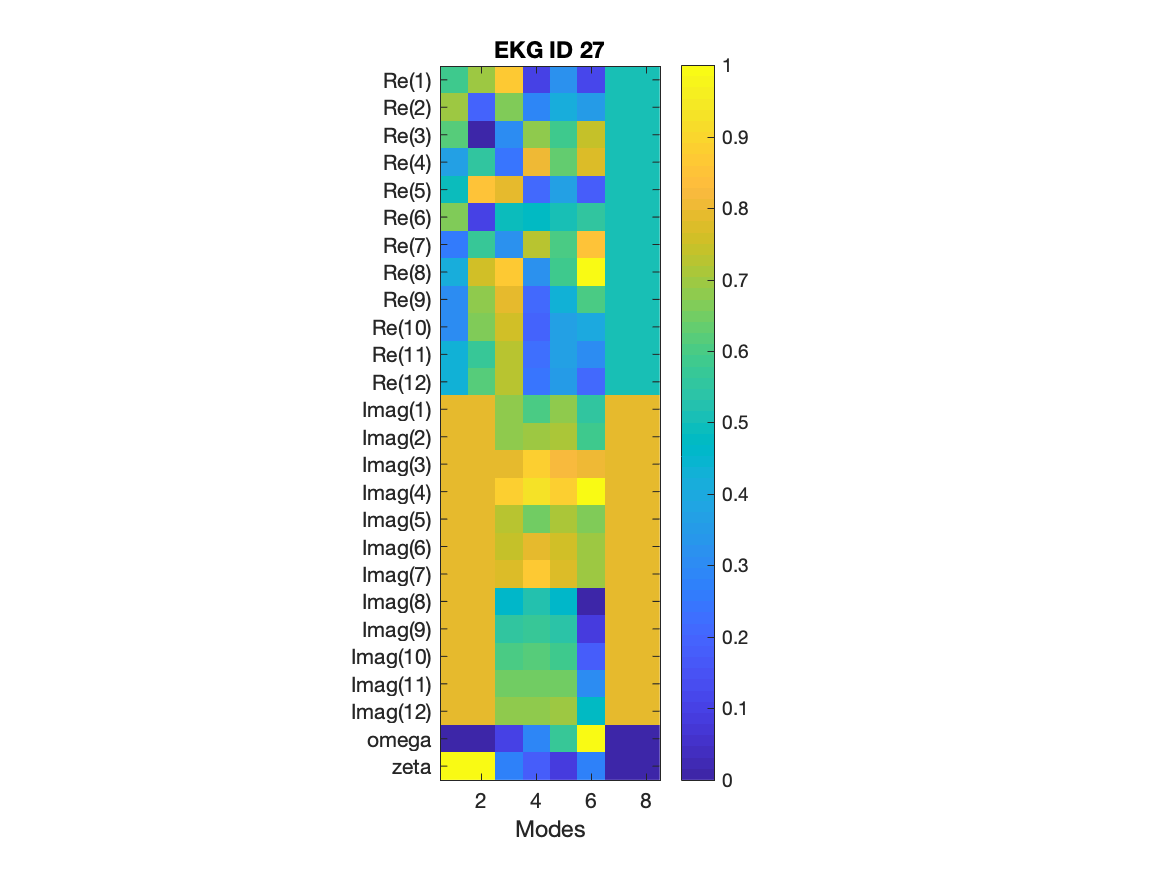 EKG ID 27
Re(1)
Re(2)
Re(3)
Re(4)
Re(5)
Re(6)
Re(7)
Re(8)
Re(9)
Re(10)
Re(11)
Re(12)
Imag(1)
Imag(2)
Imag(3)
Imag(4)
Imag(5)
Imag(6)
Imag(7)
Imag(8)
Imag(9)
Imag(10)
Imag(11)
Imag(12)
omega
zeta
2 4 6 8
Modes
1
0.9
0.8
0.7
0.6
0.5
0.4
0.3
0.2
0.1
0